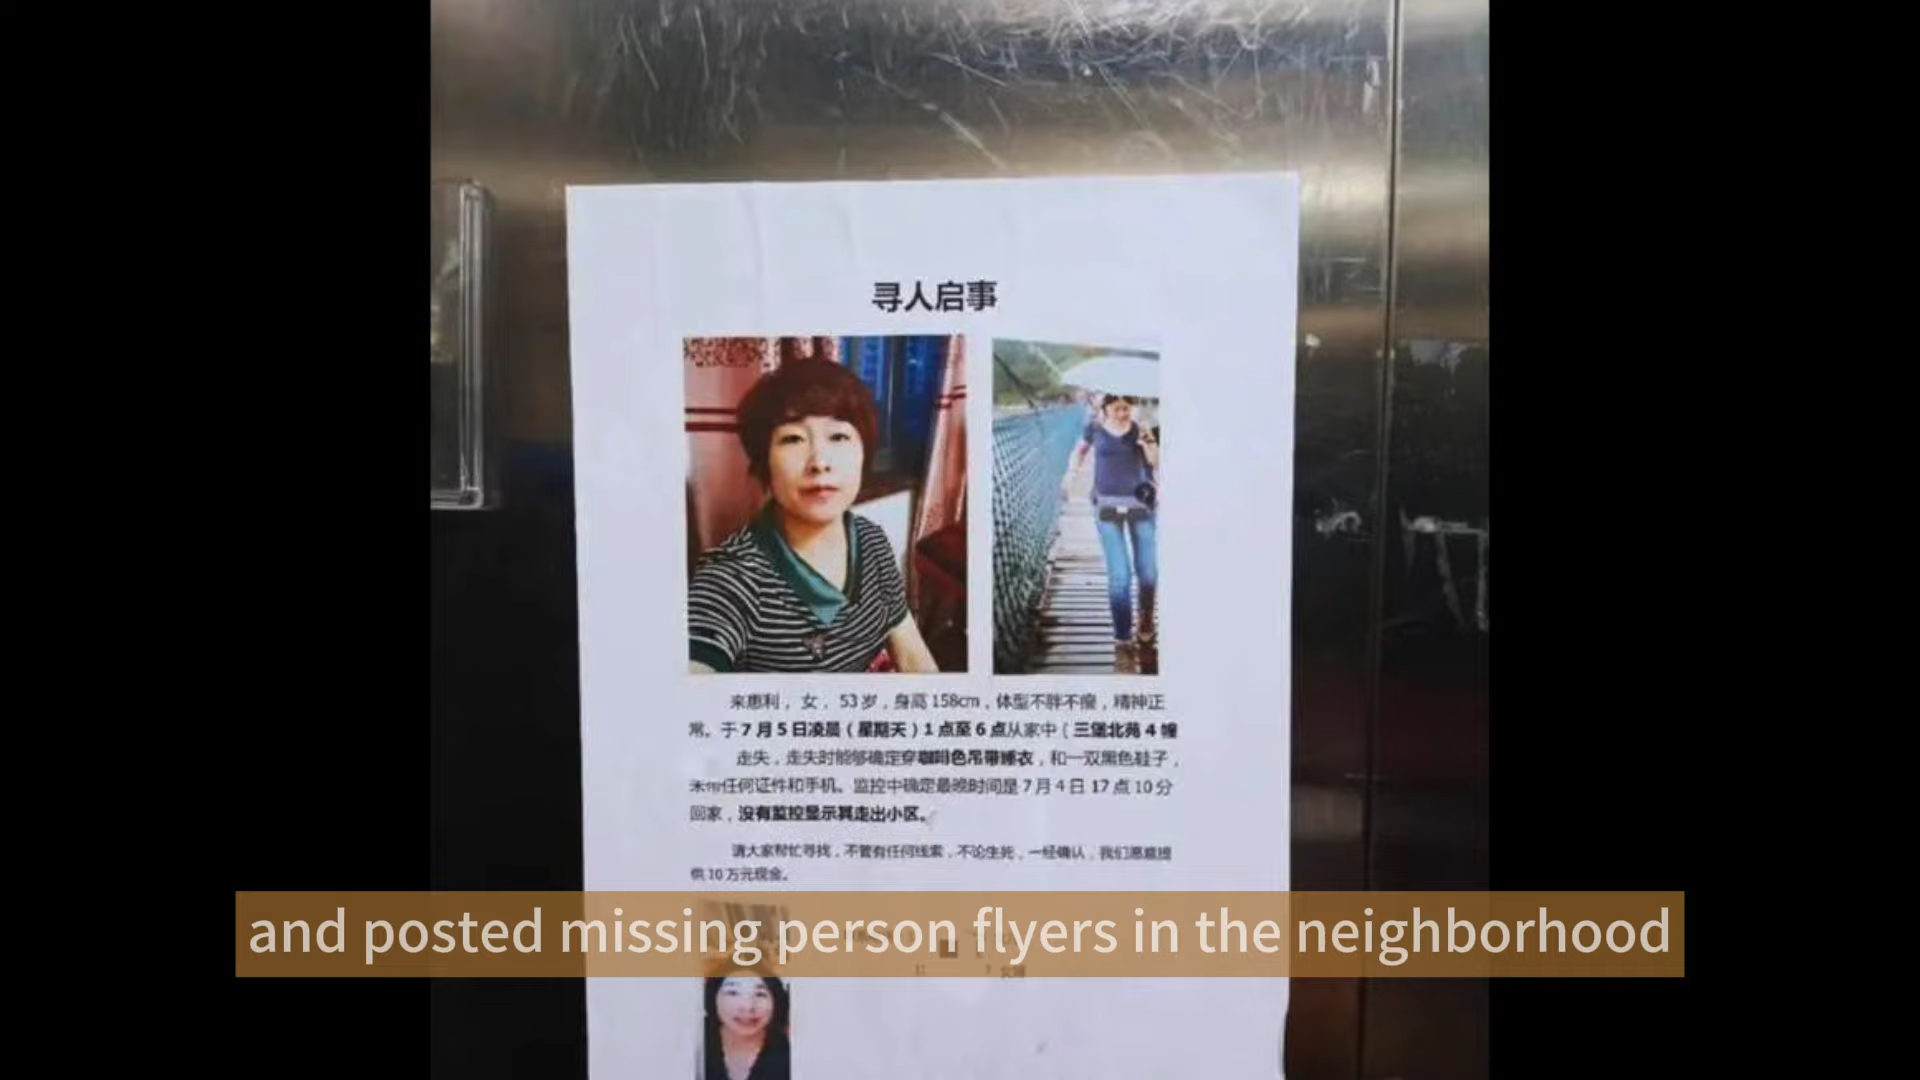 寻人启事
来惠利，女，53岁，身高158cm，体型不胖不瘦，精神正
常。于7月5日凌晨（星期天）1点至6点从家中（三堡北苑4幢
走失，走失时能够确定穿咖啡色吊带睡衣，和一双黑色鞋子，
未带任何证件和手机。监控中确定最晚时间是7月4日17点10分
回家，没有监控显示其走出小区。
请大家帮忙寻找，不管有任何线索，不论生死，一经确认，我们愿意提
供10万元现金。
and posted missing person flyers in the neighborhood